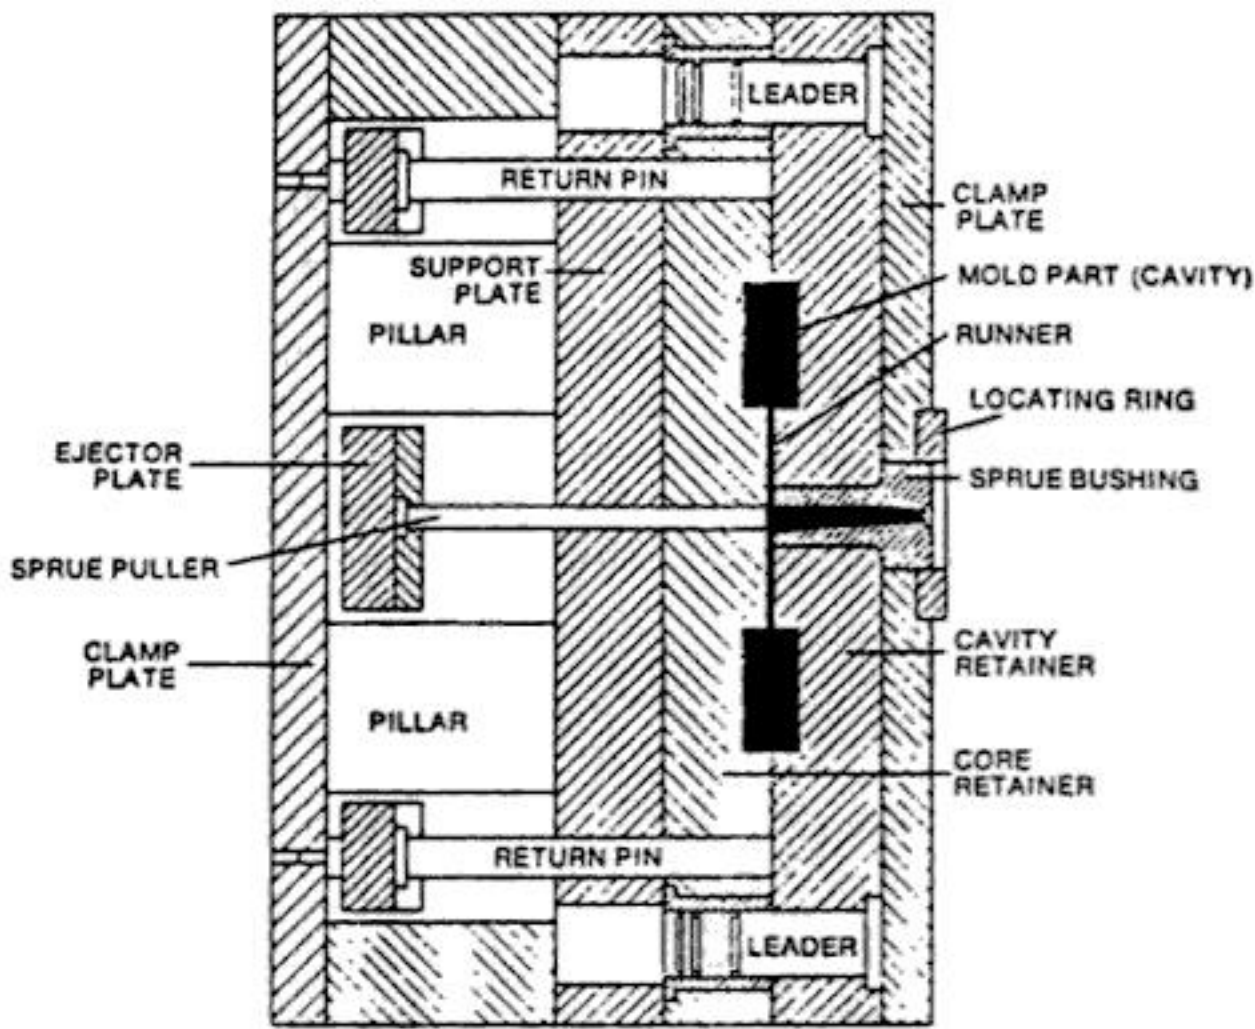 LEADER
RETURN PIN
CLAMP
PLATE
SUPPORT
PLATE
MOLD PART (CAVITY)
PILLAR
RUNNER
LOCATING RING
EJECTOR
PLATE
SPRUE BUSHING
SPRUE PULLER
CLAMP
PLATE
CAVITY
RETAINER
PILLAR
CORE
RETAINER
RETURN PIN
LEADER